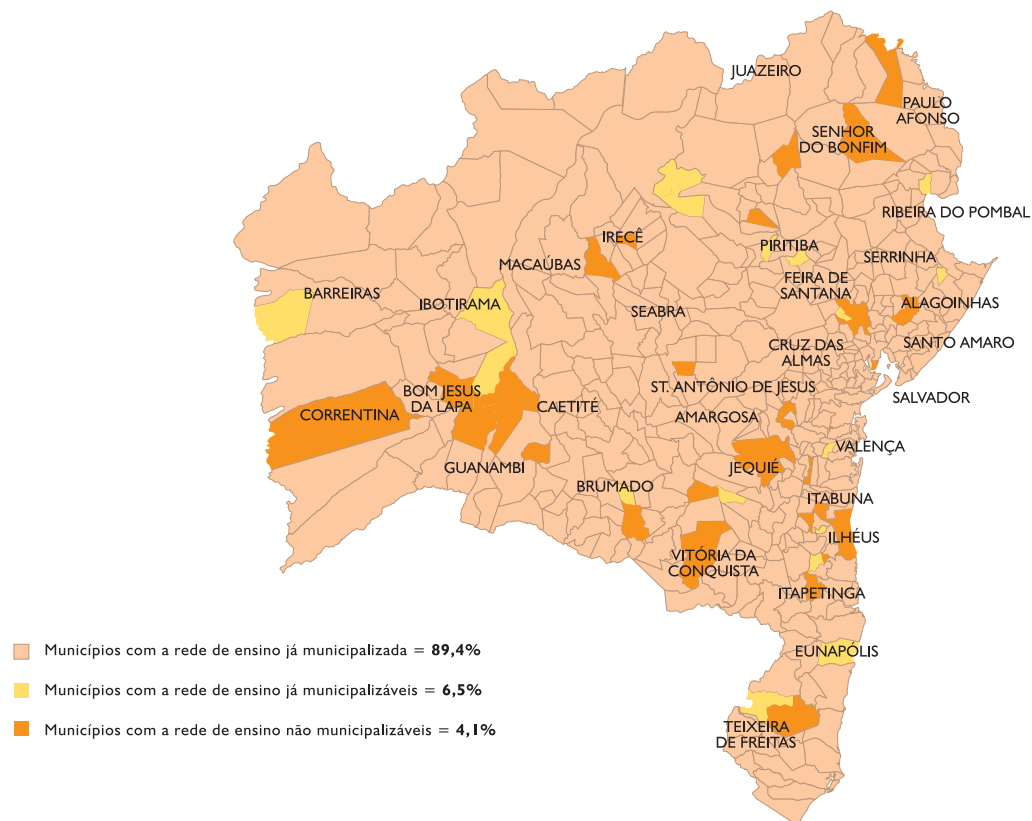 JUAZEIRO
PAULO
AFONSO
SENHOR
DO BONFIM
RIBEIRA DO POMBAL
IRECÊ
PIRITIBA
MACAÚBAS
SERRINHA
FEIRA DE
SANTANA
BARREIRAS
IBOTIRAMA
ALAGOINHAS
SEABRA
SANTO AMARO
CRUZ DAS
ALMAS
ST. ANTÔNIO DE JESUS
BOM JESUS
DA LAPA
SALVADOR
CORRENTINA
CAETITÉ
AMARGOSA
VALENÇA
GUANAMBI
JEQUIÉ
BRUMADO
ITABUNA
ILHÉUS
VITÓRIA DA
CONQUISTA
ITAPETINGA
EUNAPÓLIS
TEIXEIRA
DE FREITAS
Municípios com a rede de ensino já municipalizada = 89,4%
Municípios com a rede de ensino já municipalizáveis = 6,5%
Municípios com a rede de ensino não municipalizáveis = 4,1%